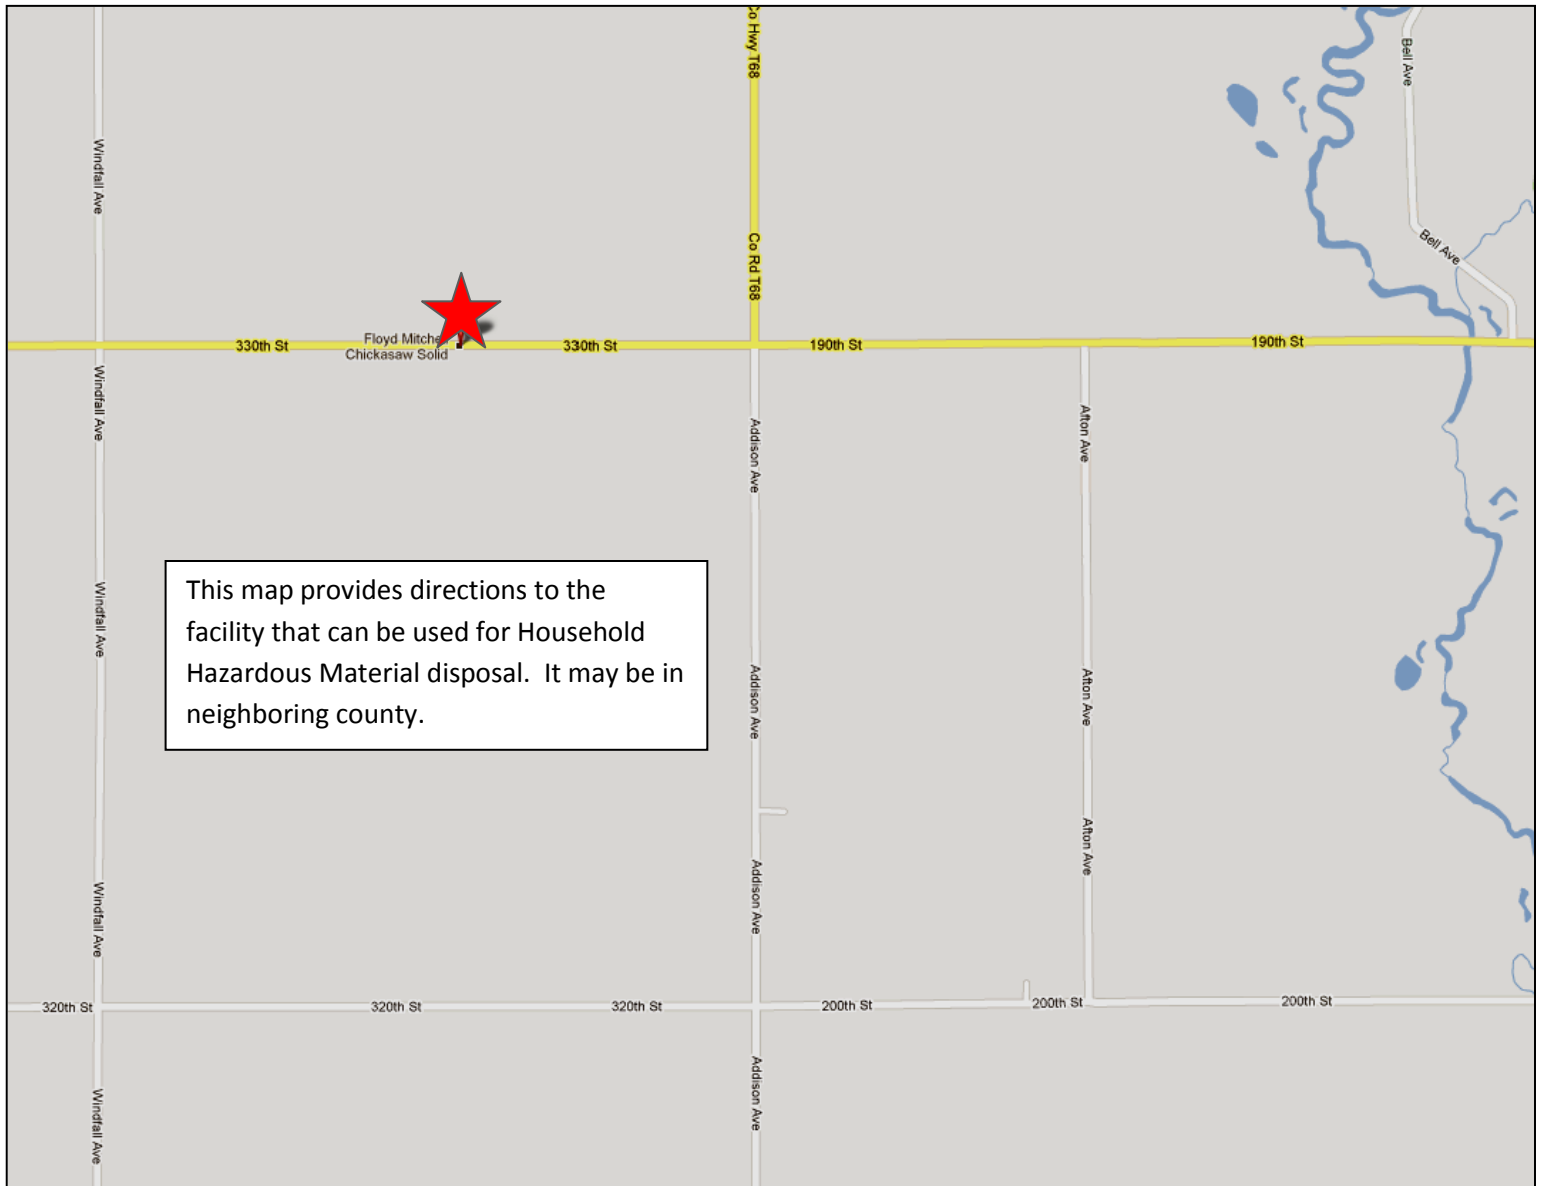 Co Hwy T68
Bell Ave
Windfall Ave
Bell Ave
Co Rd T68
Floyd
Chickasaw Solid
330th St
330th St
190th St
190th St
Windfall Ave
Addison Ave
Afton Ave
This map provides directions to the
facility that can be used for Household
Hazardous Material disposal.  It may be in
neighboring county.
Windfall Ave
Addison Ave
Afton Ave
Afton Ave
Addison Ave
Windfall Ave
320th St
320th St
320th St
200th St
200th St
200th St
Addison Ave
Windfall Ave